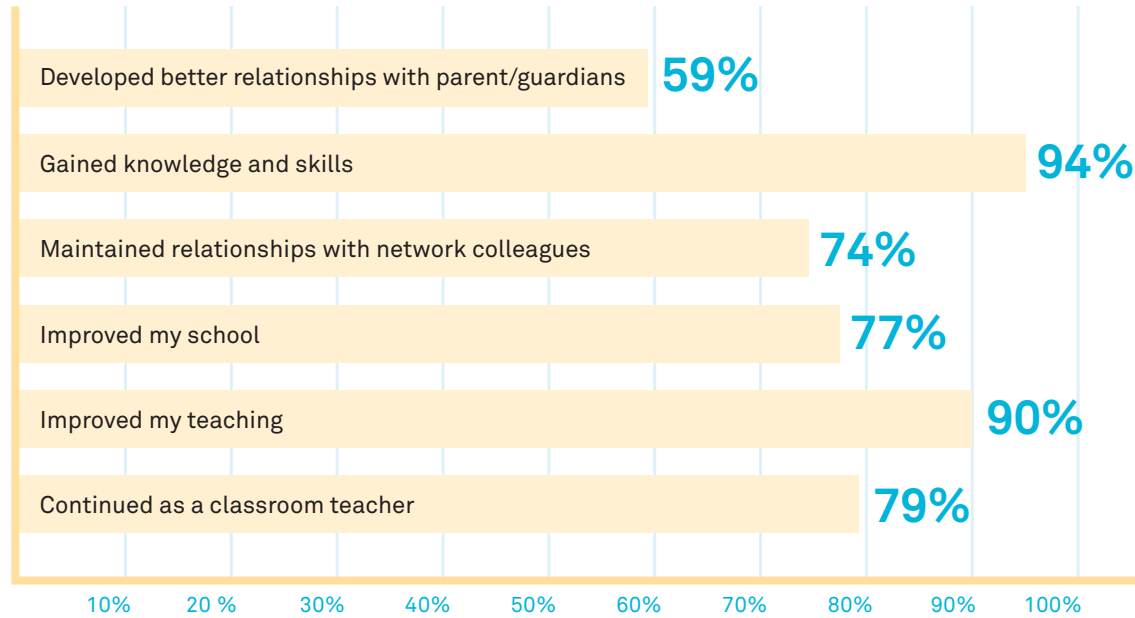 Developed better relationships with parent/guardians 59%
Gained knowledge and skills 94%
Maintained relationships with network colleagues 74%
Improved my school 77%
Improved my teaching 90%
Continued as a classroom teacher 79%
10% 20 % 30% 40% 50% 60% 70% 80% 90% 100%